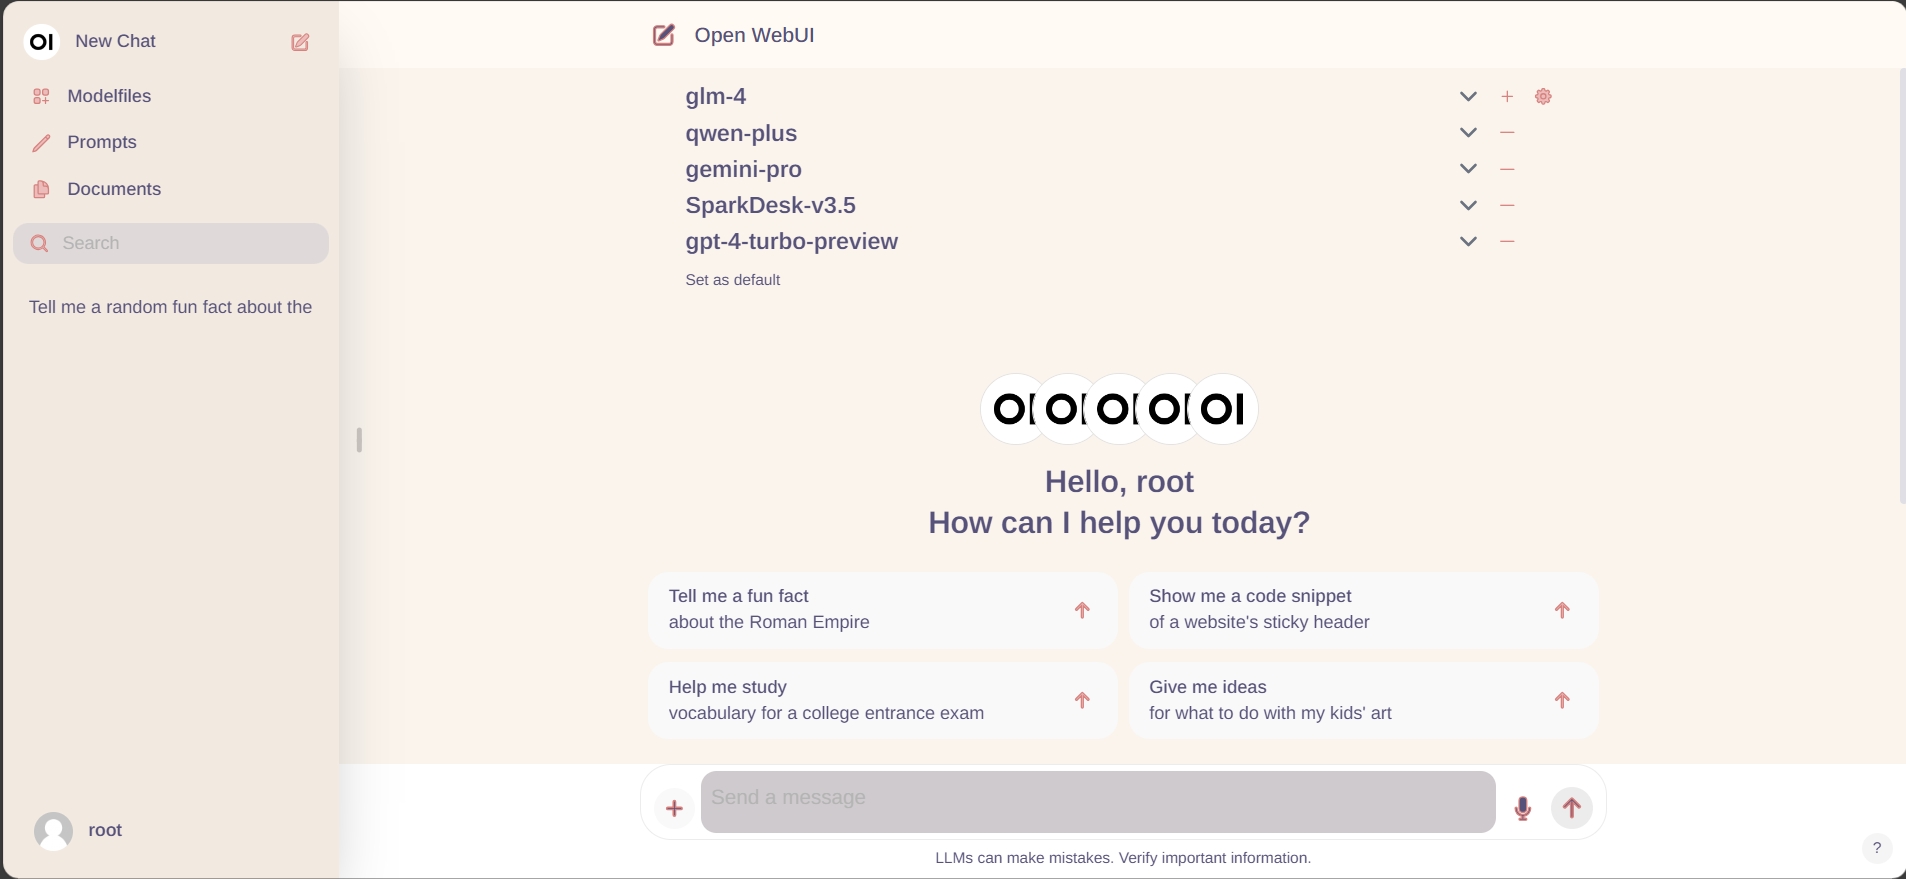 OI New Chat
Modelfiles
Prompts
Documents
Search
Tell me a random fun fact about the
root
Open WebUI
glm-4
qwen-plus
gemini-pro
SparkDesk-v3.5
gpt-4-turbo-preview
Set as default
OI OI OI OI OI
Hello, root
How can I help you today?
Tell me a fun fact
about the Roman Empire
Show me a code snippet
of a website's sticky header
Help me study
vocabulary for a college entrance exam
Give me ideas
for what to do with my kids' art
Send a message
LLMs can make mistakes. Verify important information.
?